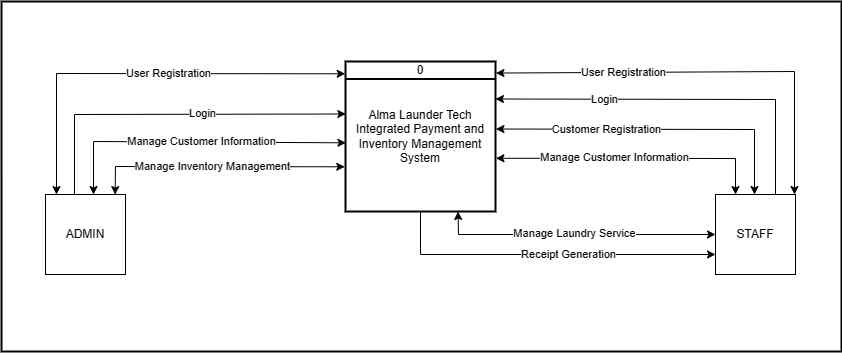 User Registration
0
User Registration
Login
Alma Launder Tech
Integrated Payment and
Inventory Management
System
Login
Manage Customer Information
Customer Registration
Manage Inventory Management
Manage Customer Information
ADMIN
Manage Laundry Service
STAFF
Receipt Generation